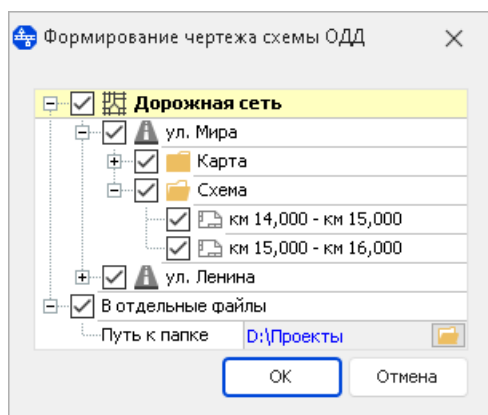 Формирование чертежа схемы ОДД
Дорожная сеть
ул. Мира
Карта
Схема
км 14,000 - км 15,000
км 15,000 - км 16,000
ул. Ленина
В отдельные файлы
Путь к папке D:\Проекты
ОК Отмена